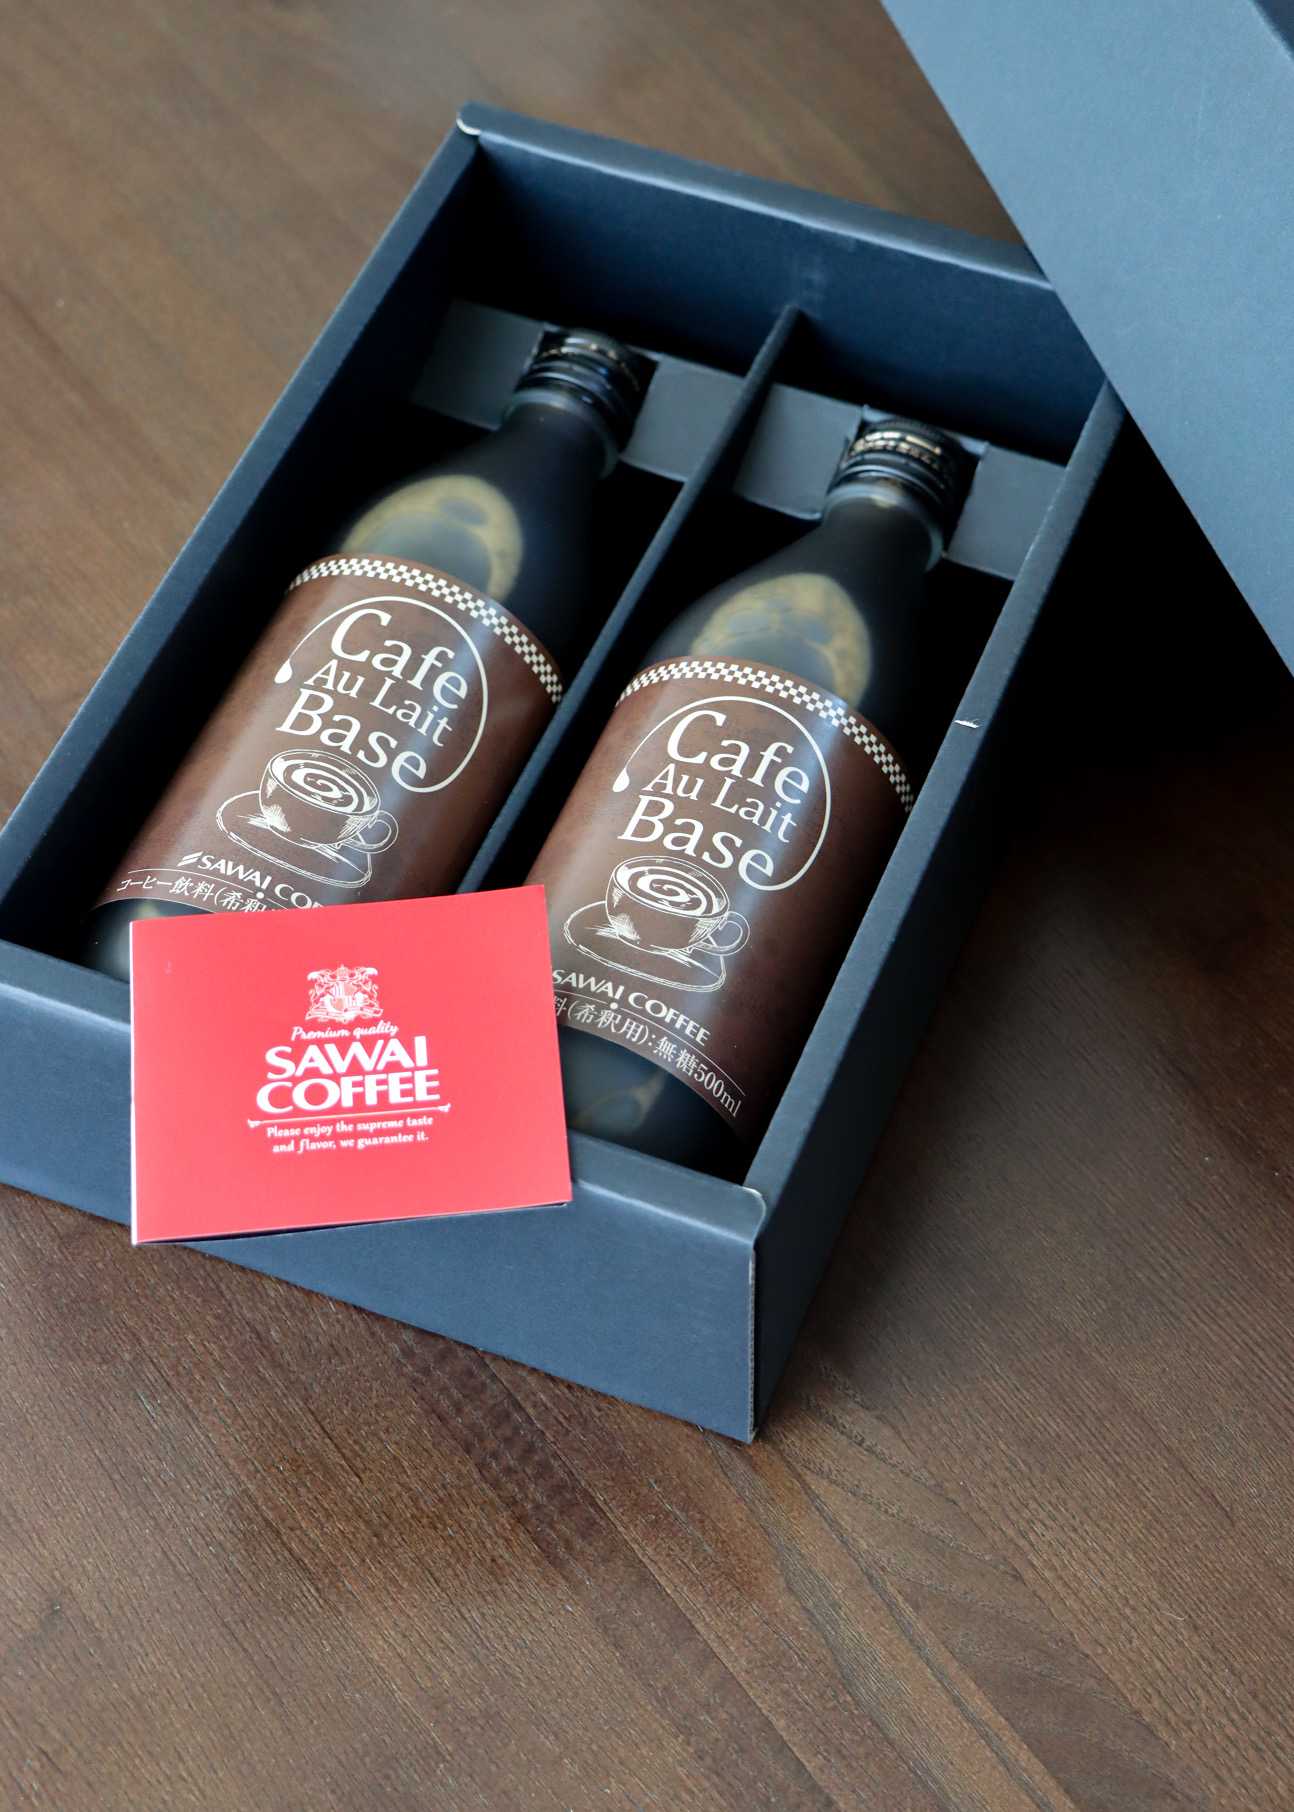 Cafe
Au Lait
Base
SAWAI
コーヒー飲料(希釈
Cafe
Au Lait
Base
SAWAI COFFEE
料(希釈用):無糖500ml
Premium quality
SAWAI
COFFEE
Please enjoy the supreme taste
and flavor, we guarantee it.